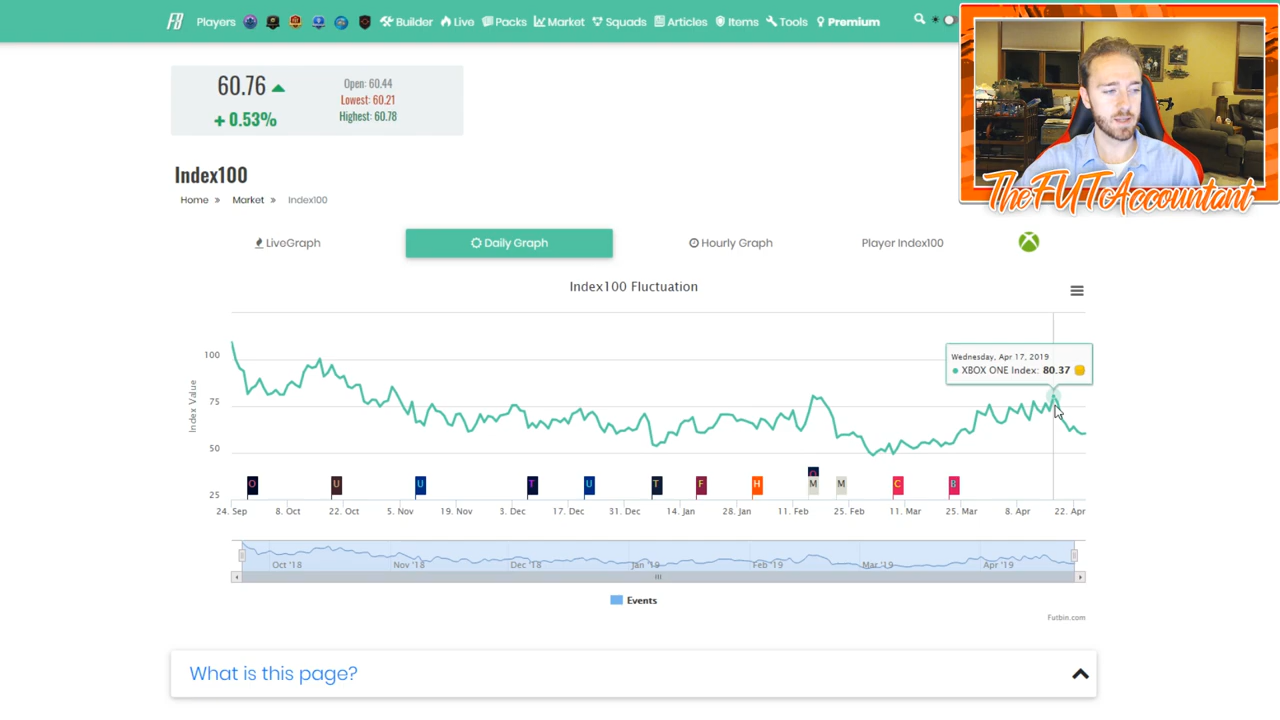 F8 Players Builder Live Packs Market Squads Articles Items Tools Premium
60.76
+ 0.53%
Open: 60.44
Lowest: 60.21
Highest: 60.78
TheFUTAccountant
Index100
Home » Market » Index100
LiveGraph
Daily Graph
Hourly Graph
Player Index100
Index100 Fluctuation
Wednesday, Apr 17, 2019
XBOX ONE Index: 80.37
Index Value
100
75
50
25
O U U T U T F H O M M C B
24. Sep 8. Oct 22. Oct 5. Nov 19. Nov 3. Dec 17. Dec 31. Dec 14. Jan 28. Jan 11. Feb 25. Feb 11. Mar 25. Mar 8. Apr 22. Apr
Oct '18 Nov '18 Dec '18 Jan '19 Feb '19 Mar '19 Apr '19
Events
Futbin.com
What is this page?